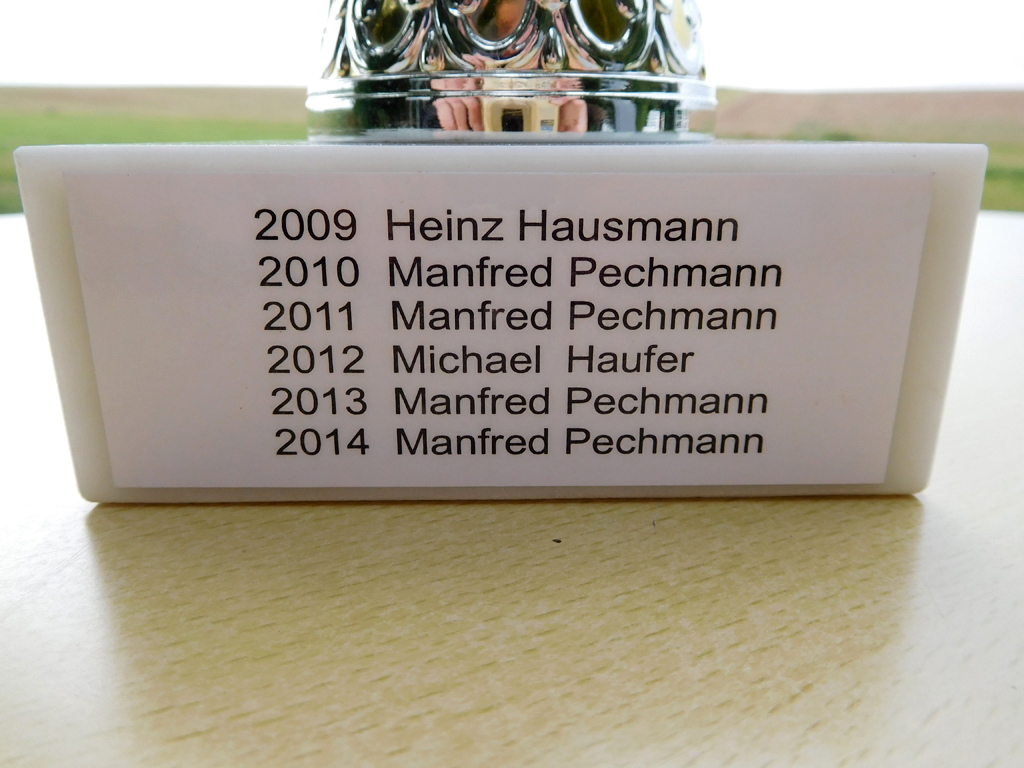 2009 Heinz Hausmann
2010 Manfred Pechmann
2011 Manfred Pechmann
2012 Michael Haufer
2013 Manfred Pechmann
2014 Manfred Pechmann